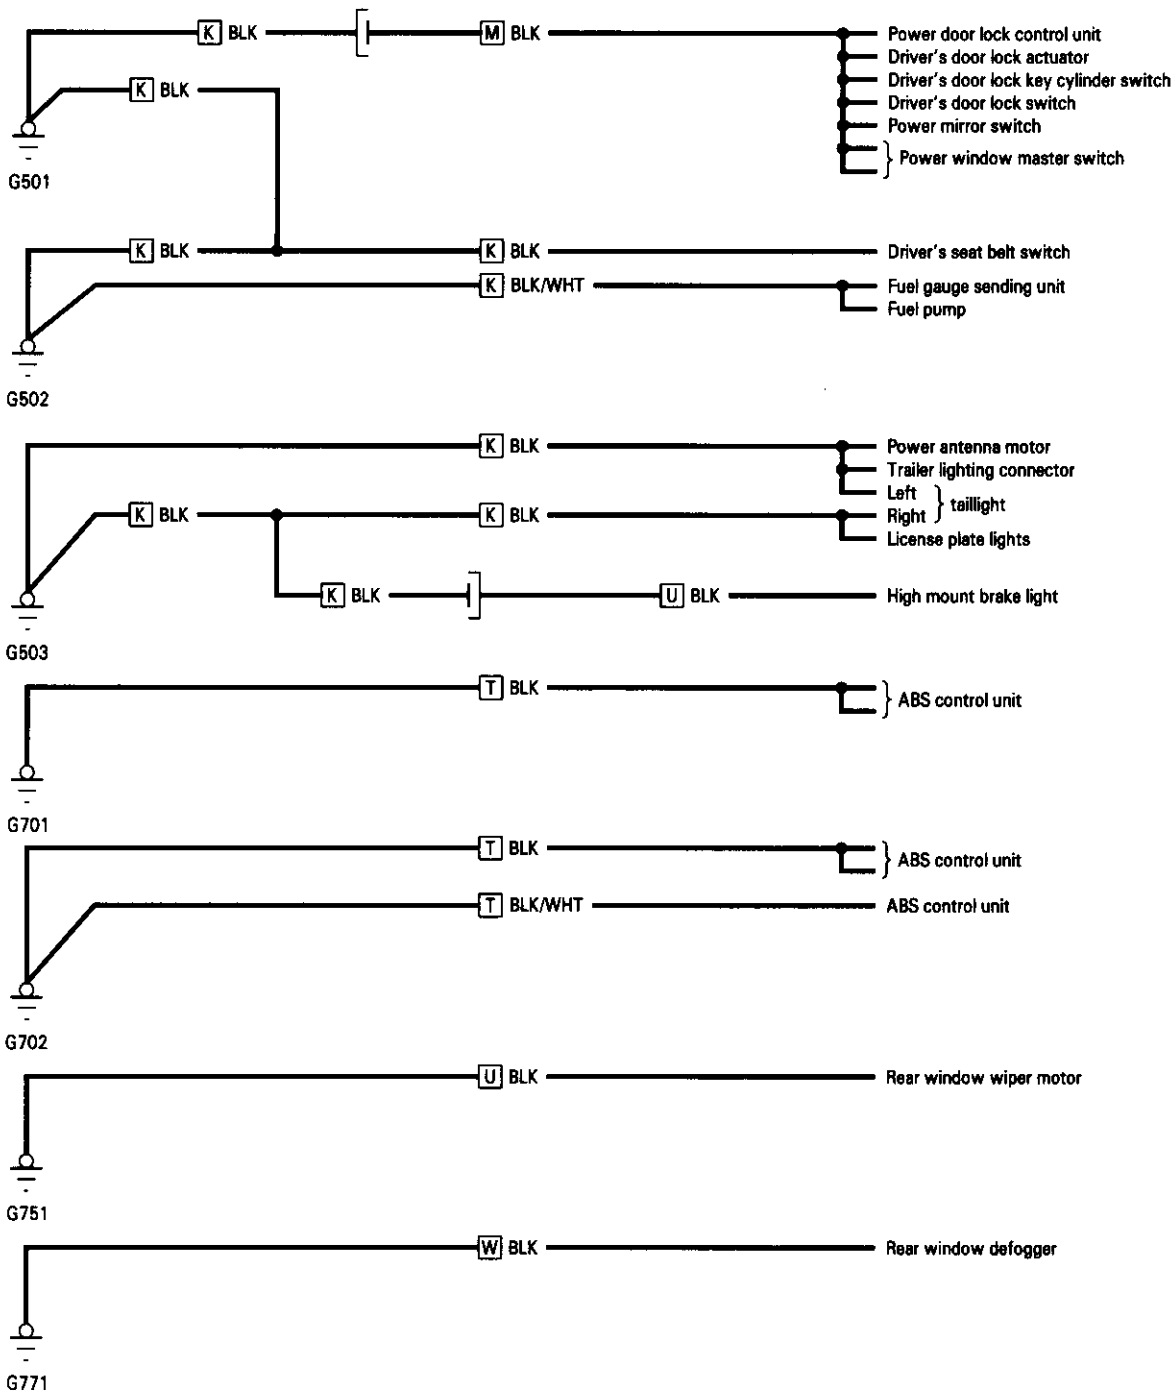 K BLK M BLK Power door lock control unit
Driver's door lock actuator
K BLK Driver's door lock key cylinder switch
Driver's door lock switch
Power mirror switch
Power window master switch
G501
K BLK K BLK Driver's seat belt switch
K BLK/WHT Fuel gauge sending unit
Fuel pump
G502
K BLK Power antenna motor
Trailer lighting connector
Left
taillight
K BLK K BLK Right
License plate lights
K BLK U BLK High mount brake light
G503
T BLK ABS control unit
G701
T BLK ABS control unit
T BLK/WHT ABS control unit
G702
U BLK Rear window wiper motor
G751
W BLK Rear window defogger
G771